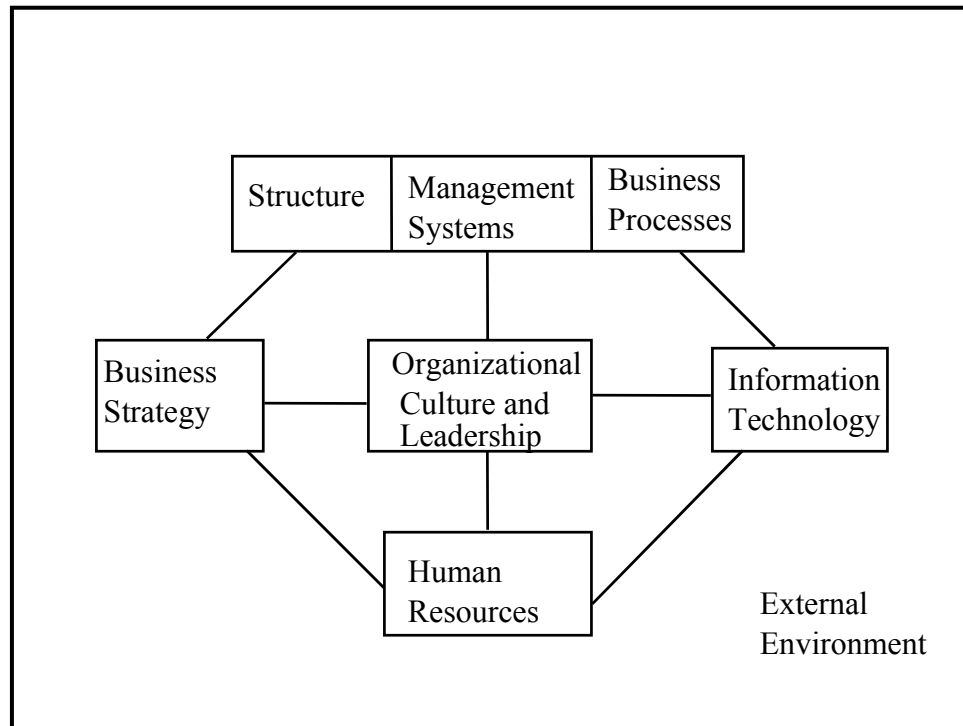 Structure
Management
Systems
Business
Processes
Business
Strategy
Organizational
Culture and
Leadership
Information
Technology
Human
Resources
External
Environment